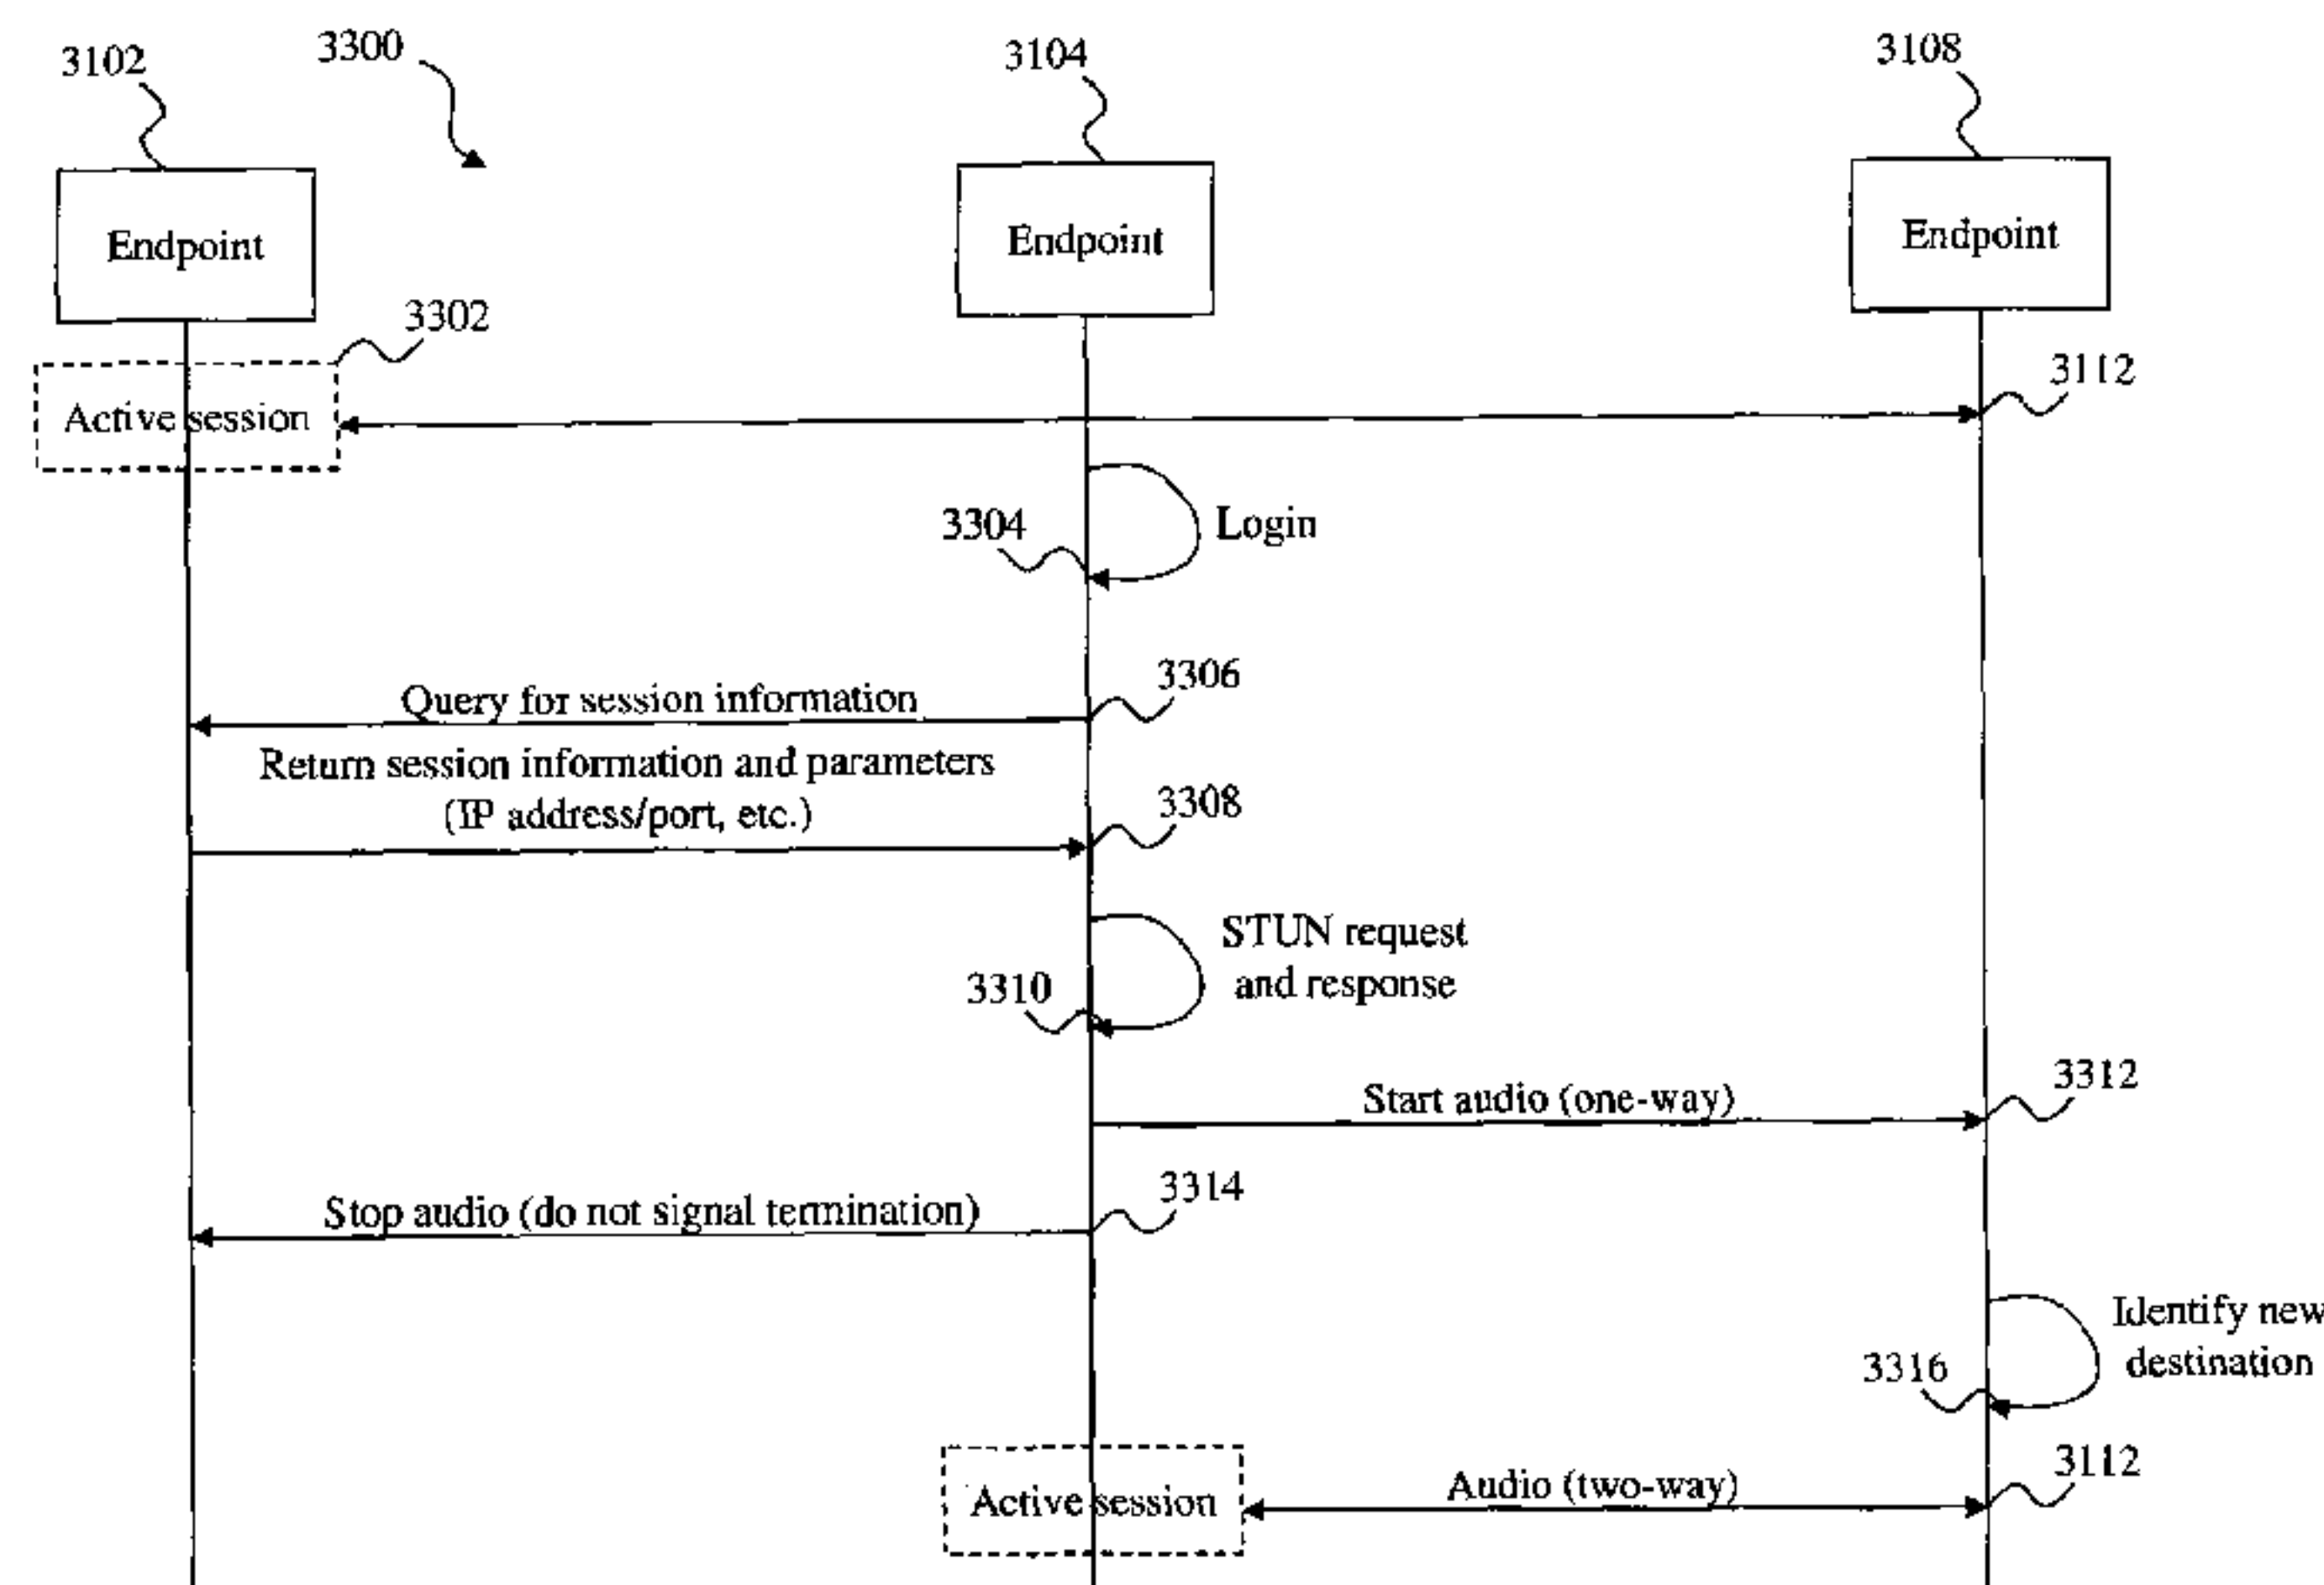 3102
3300
3104
3108
Endpoint
Endpoint
Endpoint
3302
3112
Active session
3304
Login
3306
Query for session information
Return session information and parameters
(IP address/port, etc.)
3308
STUN request
and response
3310
3312
Start audio (one-way)
3314
Stop audio (do not signal termination)
Identify new
destination
3316
3112
Active session
Audio (two-way)